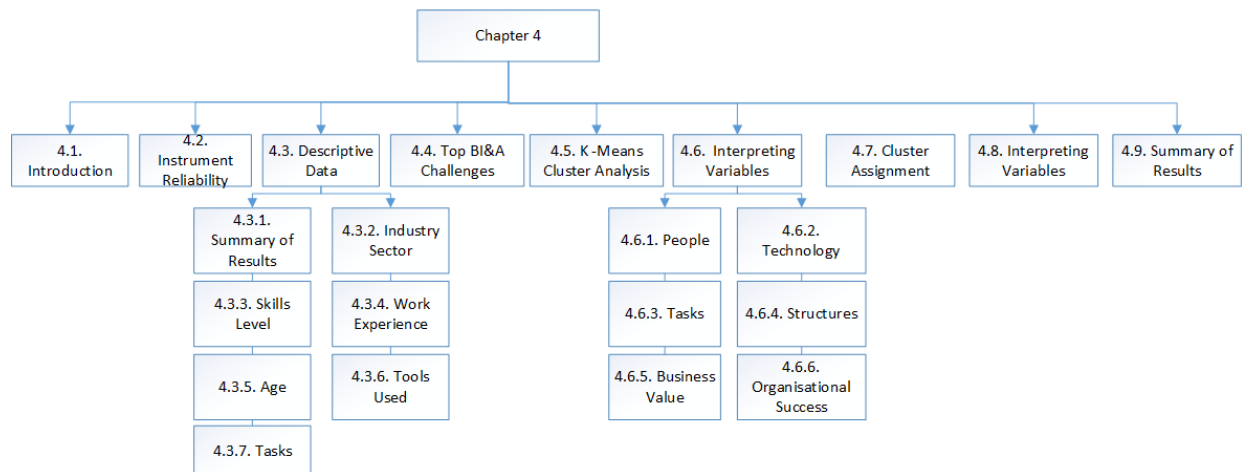 Chapter 4
4.1.
Introduction
4.2.
Instrument
Reliability
4.3. Descriptive
Data
4.4. Top BI&A
Challenges
4.5. K-Means
Cluster Analysis
4.6. Interpreting
Variables
4.7. Cluster
Assignment
4.8. Interpreting
Variables
4.9. Summary of
Results
4.3.1.
Summary of
Results
4.3.2. Industry
Sector
4.6.1. People
4.6.2.
Technology
4.3.3. Skills
Level
4.3.4. Work
Experience
4.6.3. Tasks
4.6.4. Structures
4.3.5. Age
4.3.6. Tools
Used
4.6.5. Business
Value
4.6.6.
Organisational
Success
4.3.7. Tasks